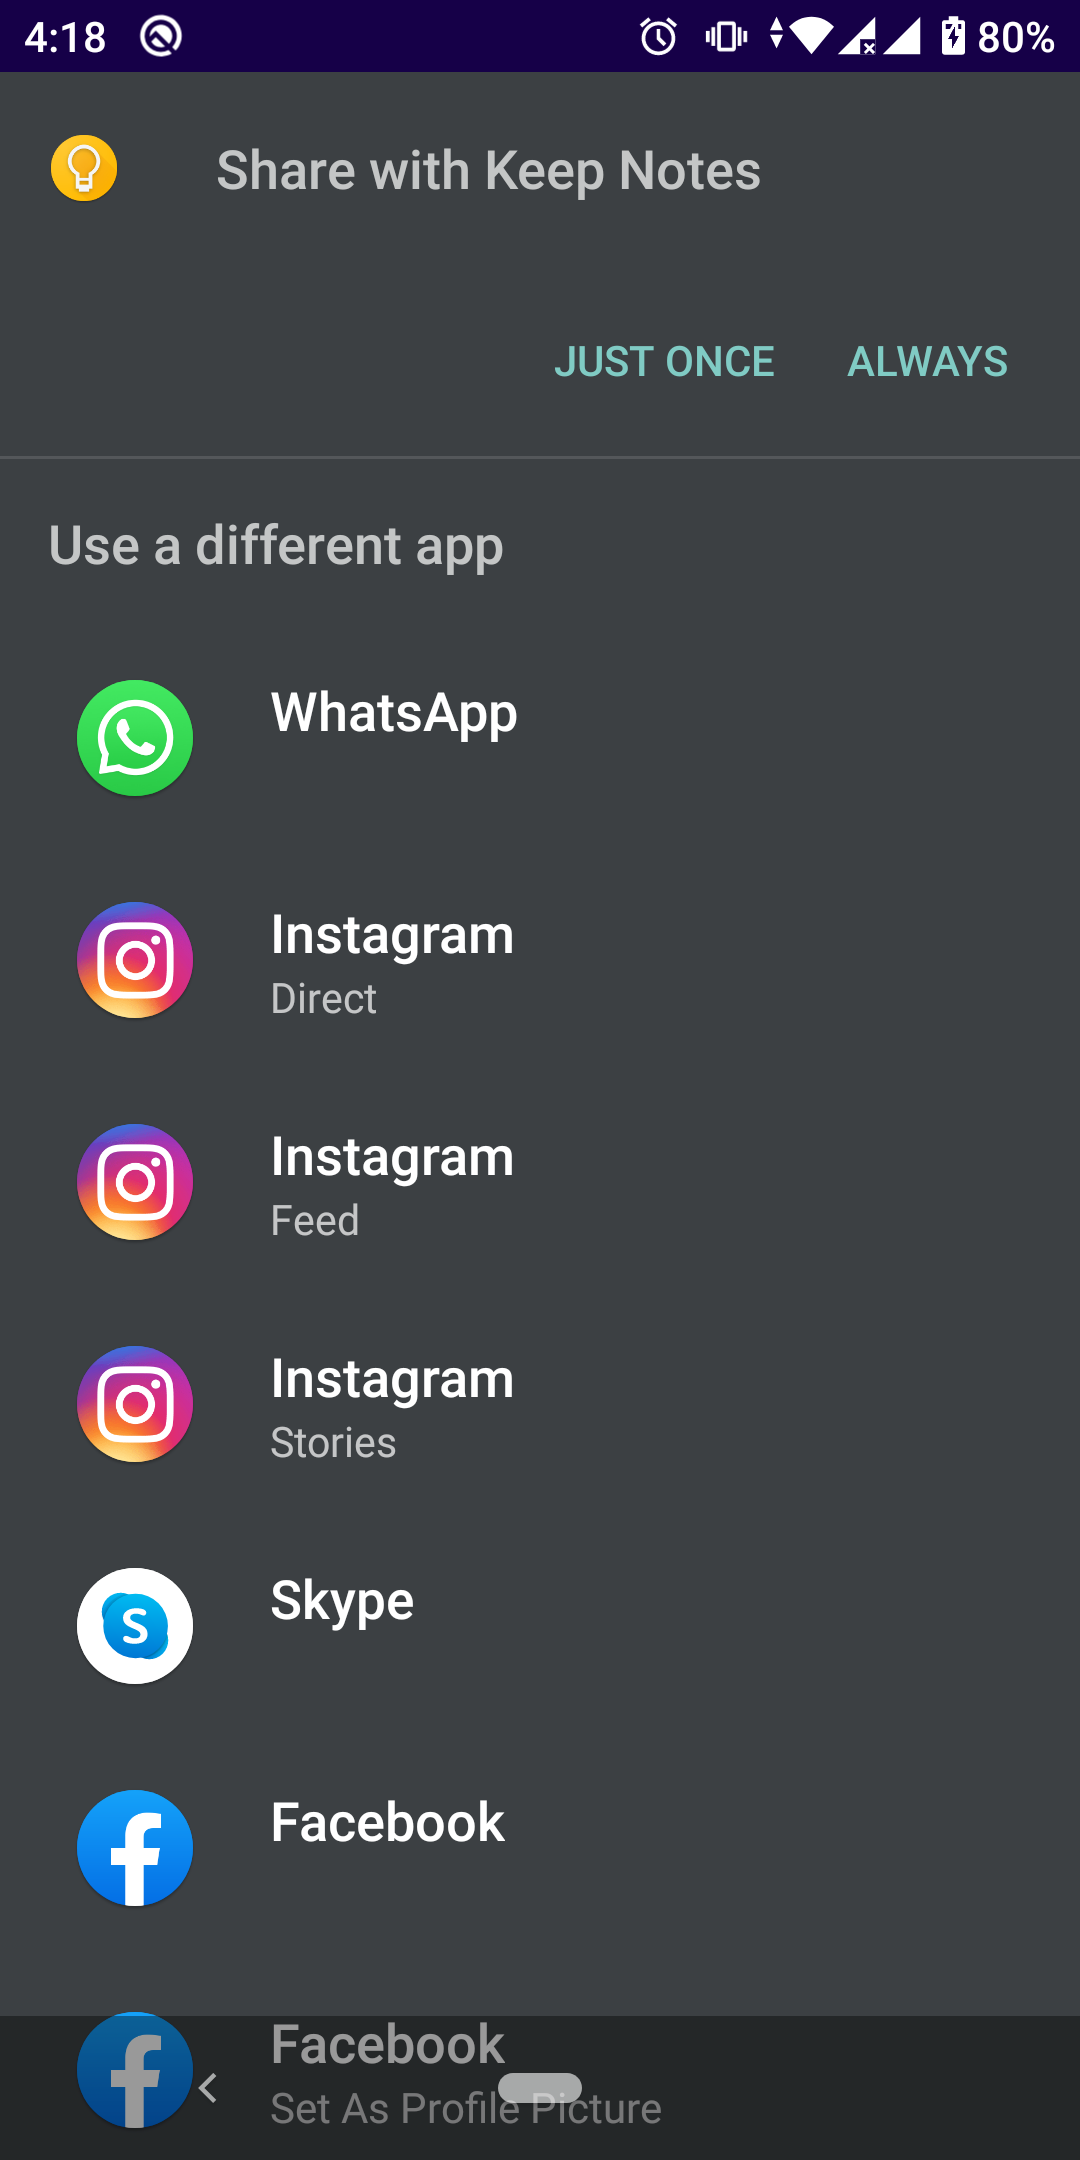 4:18 80%
Share with Keep Notes
JUST ONCE ALWAYS
Use a different app
WhatsApp
Instagram
Direct
Instagram
Feed
Instagram
Stories
Skype
Facebook
Facebook
Set As Profile Picture